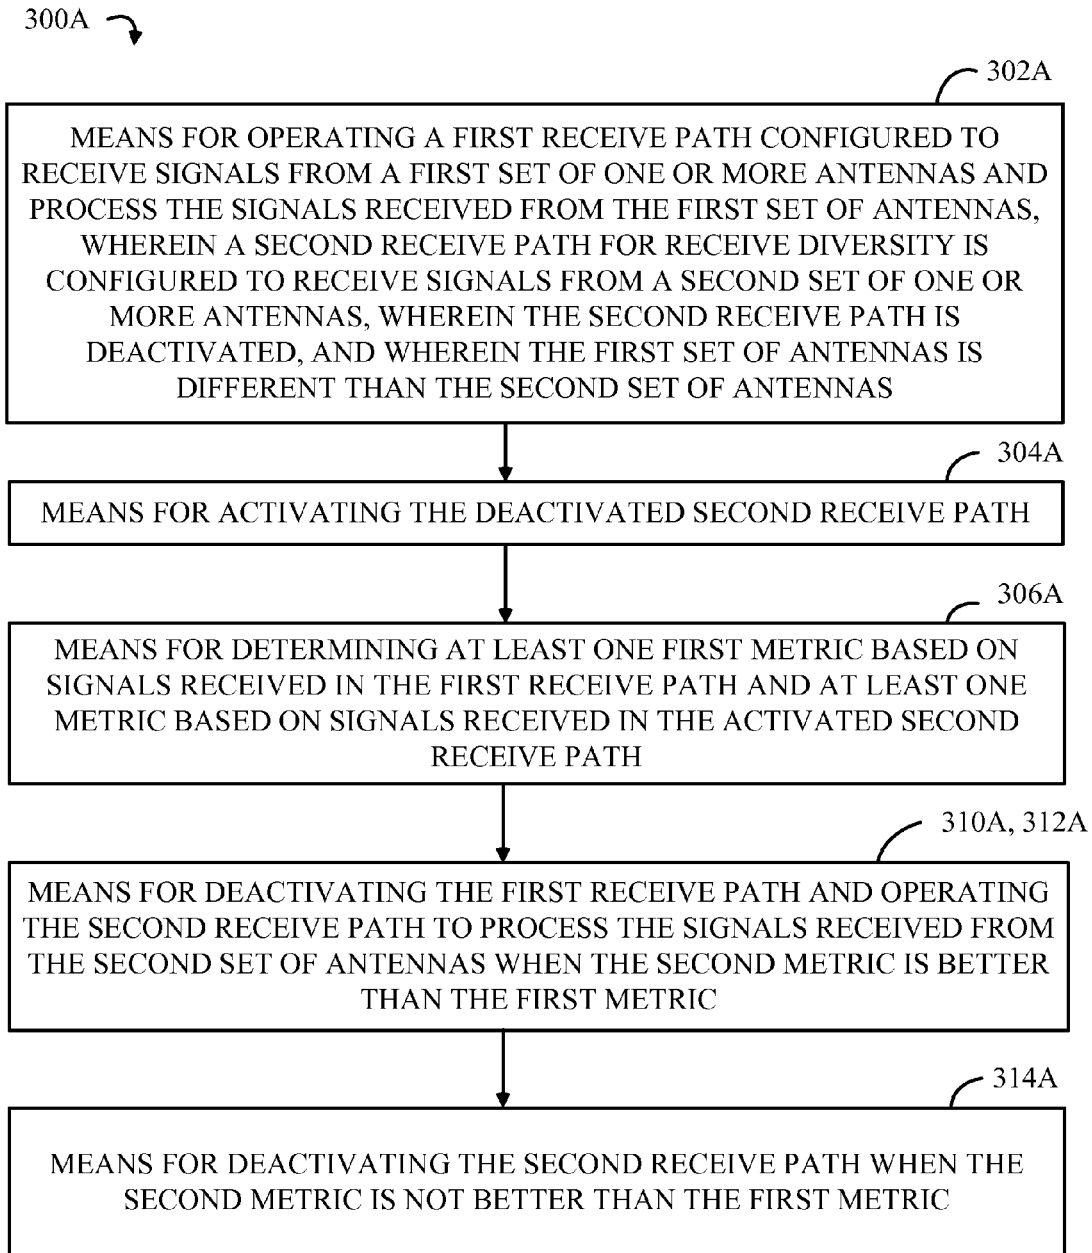 300A
302A
MEANS FOR OPERATING A FIRST RECEIVE PATH CONFIGURED TO
RECEIVE SIGNALS FROM A FIRST SET OF ONE OR MORE ANTENNAS AND
PROCESS THE SIGNALS RECEIVED FROM THE FIRST SET OF ANTENNAS,
WHEREIN A SECOND RECEIVE PATH FOR RECEIVE DIVERSITY IS
CONFIGURED TO RECEIVE SIGNALS FROM A SECOND SET OF ONE OR
MORE ANTENNAS, WHEREIN THE SECOND RECEIVE PATH IS
DEACTIVATED, AND WHEREIN THE FIRST SET OF ANTENNAS IS
DIFFERENT THAN THE SECOND SET OF ANTENNAS
304A
MEANS FOR ACTIVATING THE DEACTIVATED SECOND RECEIVE PATH
306A
MEANS FOR DETERMINING AT LEAST ONE FIRST METRIC BASED ON
SIGNALS RECEIVED IN THE FIRST RECEIVE PATH AND AT LEAST ONE
METRIC BASED ON SIGNALS RECEIVED IN THE ACTIVATED SECOND
RECEIVE PATH
310A, 312A
MEANS FOR DEACTIVATING THE FIRST RECEIVE PATH AND OPERATING
THE SECOND RECEIVE PATH TO PROCESS THE SIGNALS RECEIVED FROM
THE SECOND SET OF ANTENNAS WHEN THE SECOND METRIC IS BETTER
THAN THE FIRST METRIC
314A
MEANS FOR DEACTIVATING THE SECOND RECEIVE PATH WHEN THE
SECOND METRIC IS NOT BETTER THAN THE FIRST METRIC